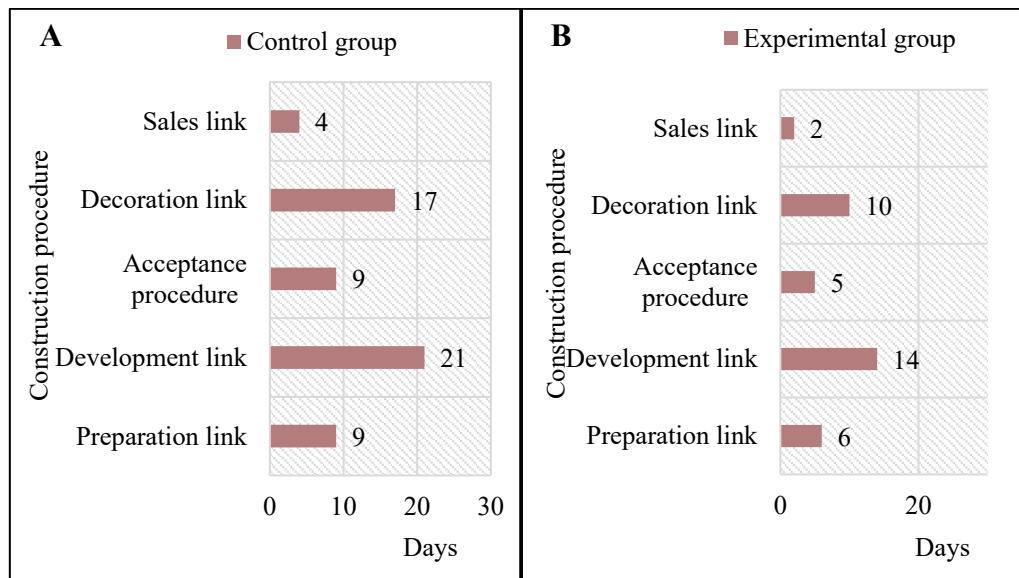 A
Control group
Construction procedure
Sales link
4
Decoration link
17
Acceptance
procedure
9
Development link
21
Preparation link
9
0
10
20
30
Days
B
Experimental group
Construction procedure
Sales link
2
Decoration link
10
Acceptance
procedure
5
Development link
14
Preparation link
6
0
20
Days